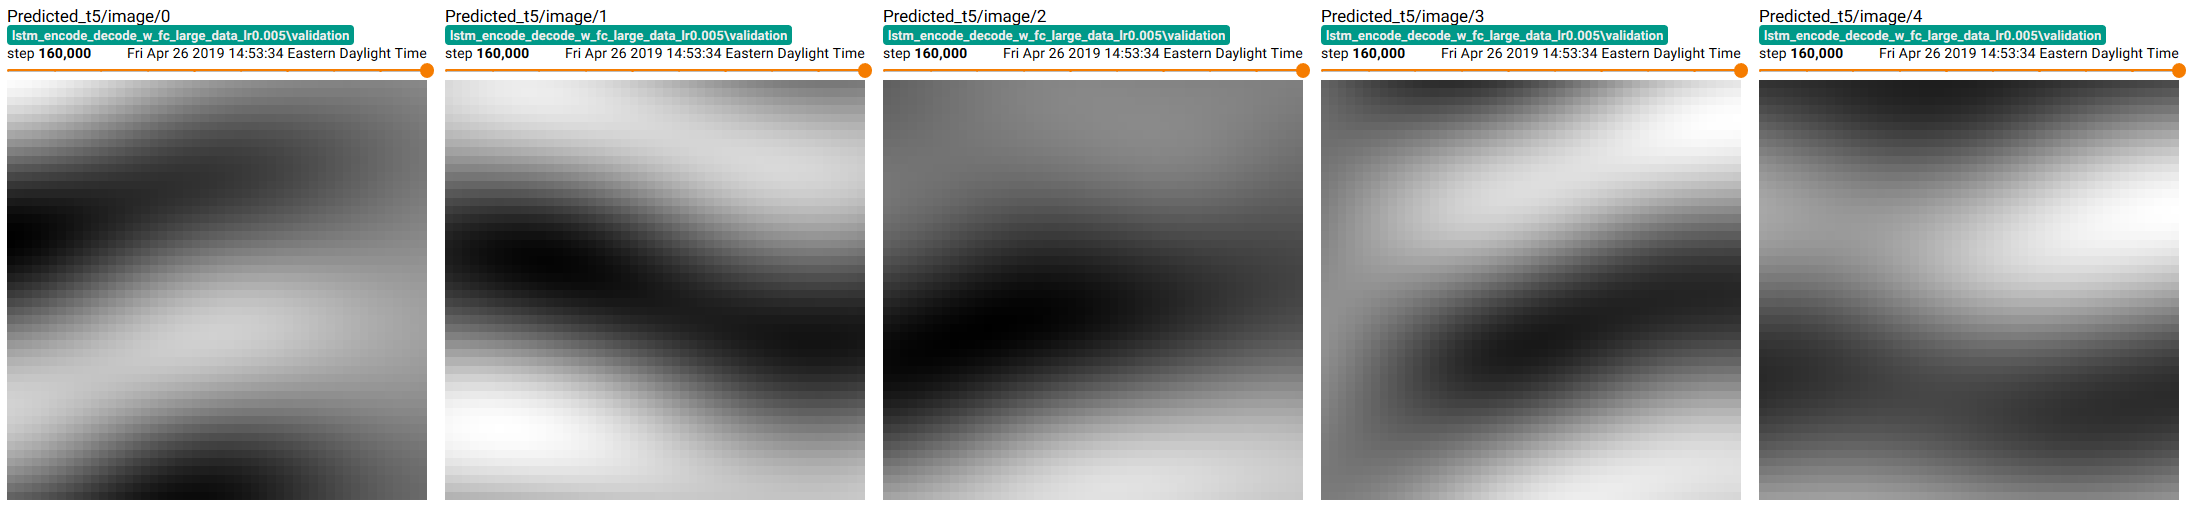 Predicted_t5/image/0
lstm_encode_decode_w_fc_large_data_lr0.005\validation
step 160,000 Fri Apr 26 2019 14:53:34 Eastern Daylight Time
Predicted_t5/image/1
lstm_encode_decode_w_fc_large_data_lr0.005\validation
step 160,000 Fri Apr 26 2019 14:53:34 Eastern Daylight Time
Predicted_t5/image/2
lstm_encode_decode_w_fc_large_data_lr0.005\validation
step 160,000 Fri Apr 26 2019 14:53:34 Eastern Daylight Time
Predicted_t5/image/3
lstm_encode_decode_w_fc_large_data_lr0.005\validation
step 160,000 Fri Apr 26 2019 14:53:34 Eastern Daylight Time
Predicted_t5/image/4
lstm_encode_decode_w_fc_large_data_lr0.005\validation
step 160,000 Fri Apr 26 2019 14:53:34 Eastern Daylight Time